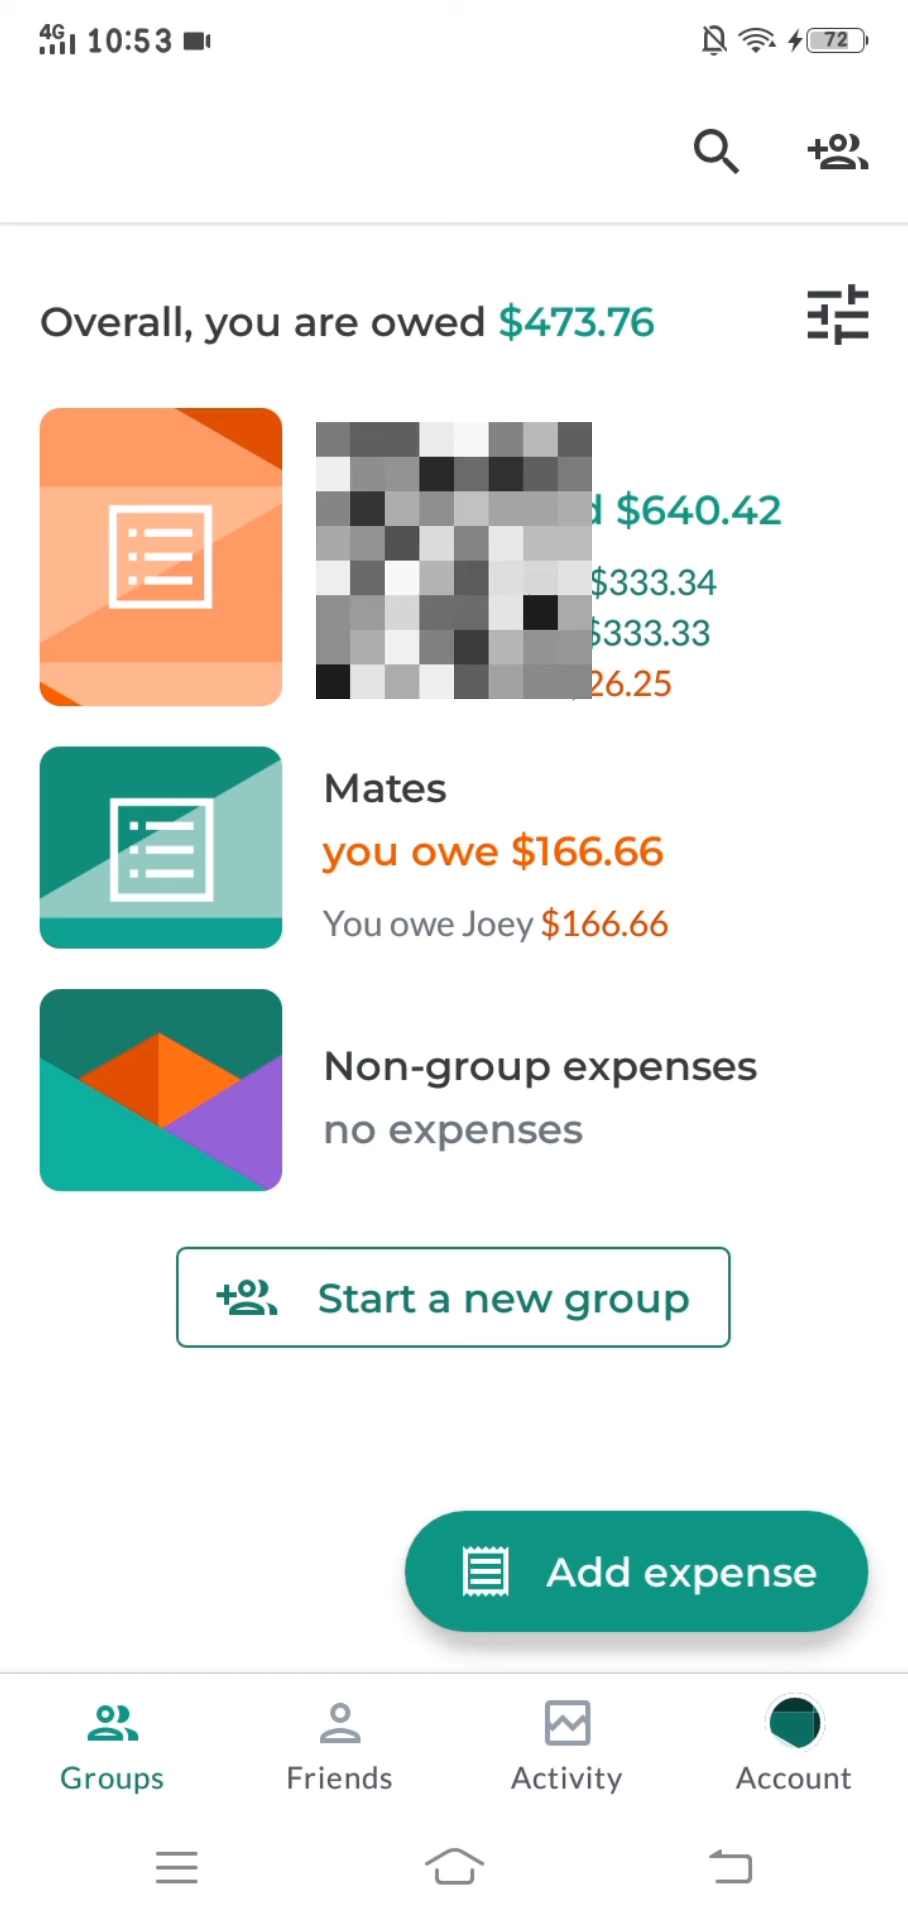 4G 10:53 72
Overall, you are owed $473.76
$640.42
$333.34
$333.33
26.25
Mates
you owe $166.66
You owe Joey $166.66
Non-group expenses
no expenses
Start a new group
Add expense
Groups Friends Activity Account